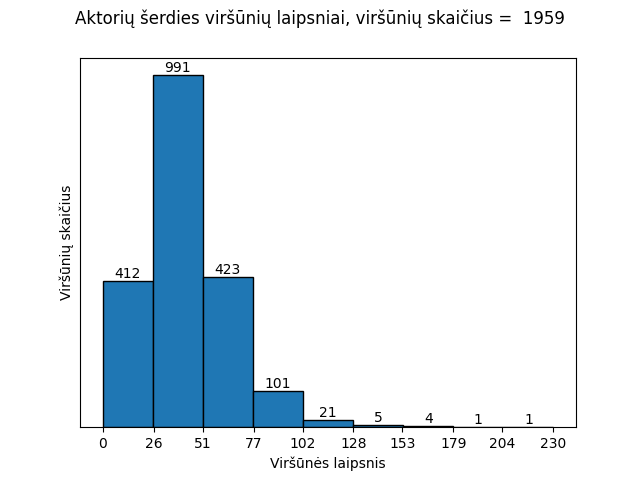 Aktorių šerdies viršūnių laipsniai, viršūnių skaičius =  1959
991
412
423
101
21
5
4
1
1
Viršūnių skaičius
0 26 51 77 102 128 153 179 204 230
Viršūnės laipsnis